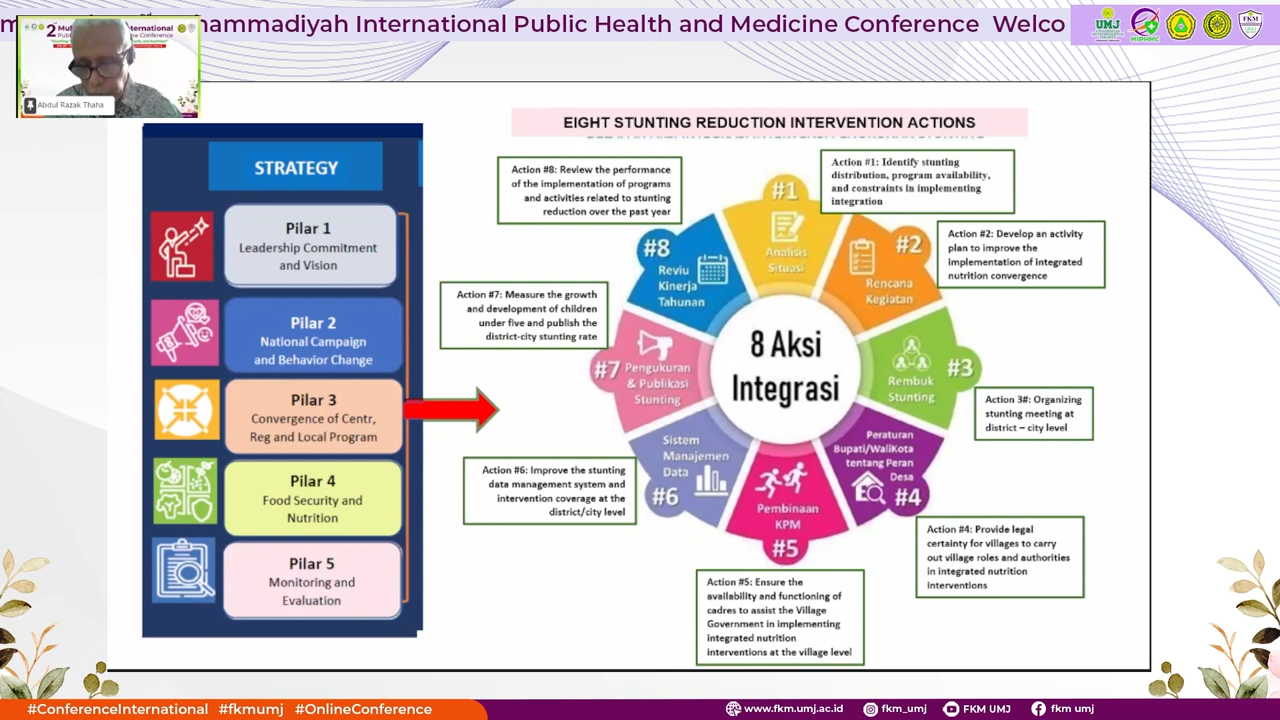 hammadiyah International Public Health and Medicine Conference Welco
UMJ
MIPHMC
FKM
Abdul Razak Thaha
STRATEGY
Pilar 1
Leadership Commitment
and Vision
Pilar 2
National Campaign
and Behavior Change
Pilar 3
Convergence of Centr,
Reg and Local Program
Pilar 4
Food Security and
Nutrition
Pilar 5
Monitoring and
Evaluation
EIGHT STUNTING REDUCTION INTERVENTION ACTIONS
Action #8: Review the performance
of the implementation of programs
and activities related to stunting
reduction over the past year
Action #1: Identify stunting
distribution, program availability,
and constraints in implementing
integration
Action #2: Develop an activity
plan to improve the
implementation of integrated
nutrition convergence
Action #7: Measure the growth
and development of children
under five and publish the
district-city stunting rate
Action 3#: Organizing
stunting meeting at
district – city level
Action #6: Improve the stunting
data management system and
intervention coverage at the
district/city level
Action #4: Provide legal
certainty for villages to carry
out village roles and authorities
in integrated nutrition
interventions
Action #5: Ensure the
availability and functioning of
cadres to assist the Village
Government in implementing
integrated nutrition
interventions at the village level
8 Aksi
Integrasi
#1
Analisis
Situasi
#2
Rencana
Kegiatan
#3
Rembuk
Stunting
Peraturan
Bupati/WaliKota
tentang Peran
Desa
#4
Pembinaan
KPM
#5
Sistem
Manajemen
Data
#6
#7 Pengukuran
& Publikasi
Stunting
#8
Reviu
Kinerja
Tahunan
#ConferenceInternational #fkmumj #OnlineConference
www.fkm.umj.ac.id
fkm_umj
FKM UMJ
fkm umj